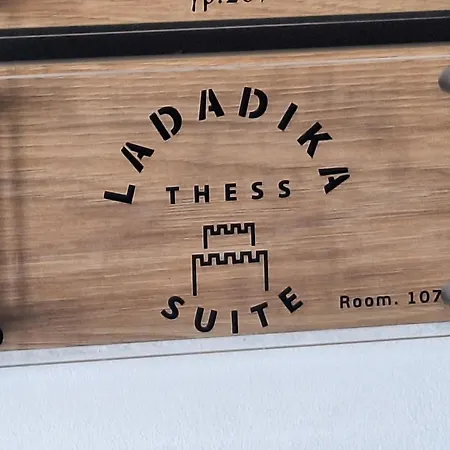 LADADIKA
THESS
SUITE
Room. 107